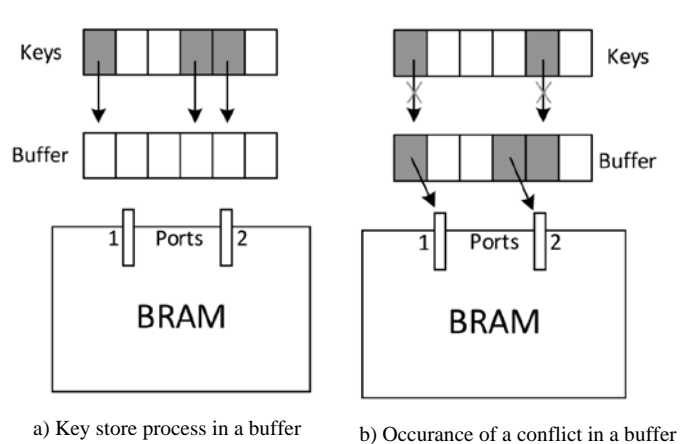 Keys
Buffer
1 Ports 2
BRAM
a) Key store process in a buffer
Keys
Buffer
1 Ports 2
BRAM
b) Occurance of a conflict in a buffer